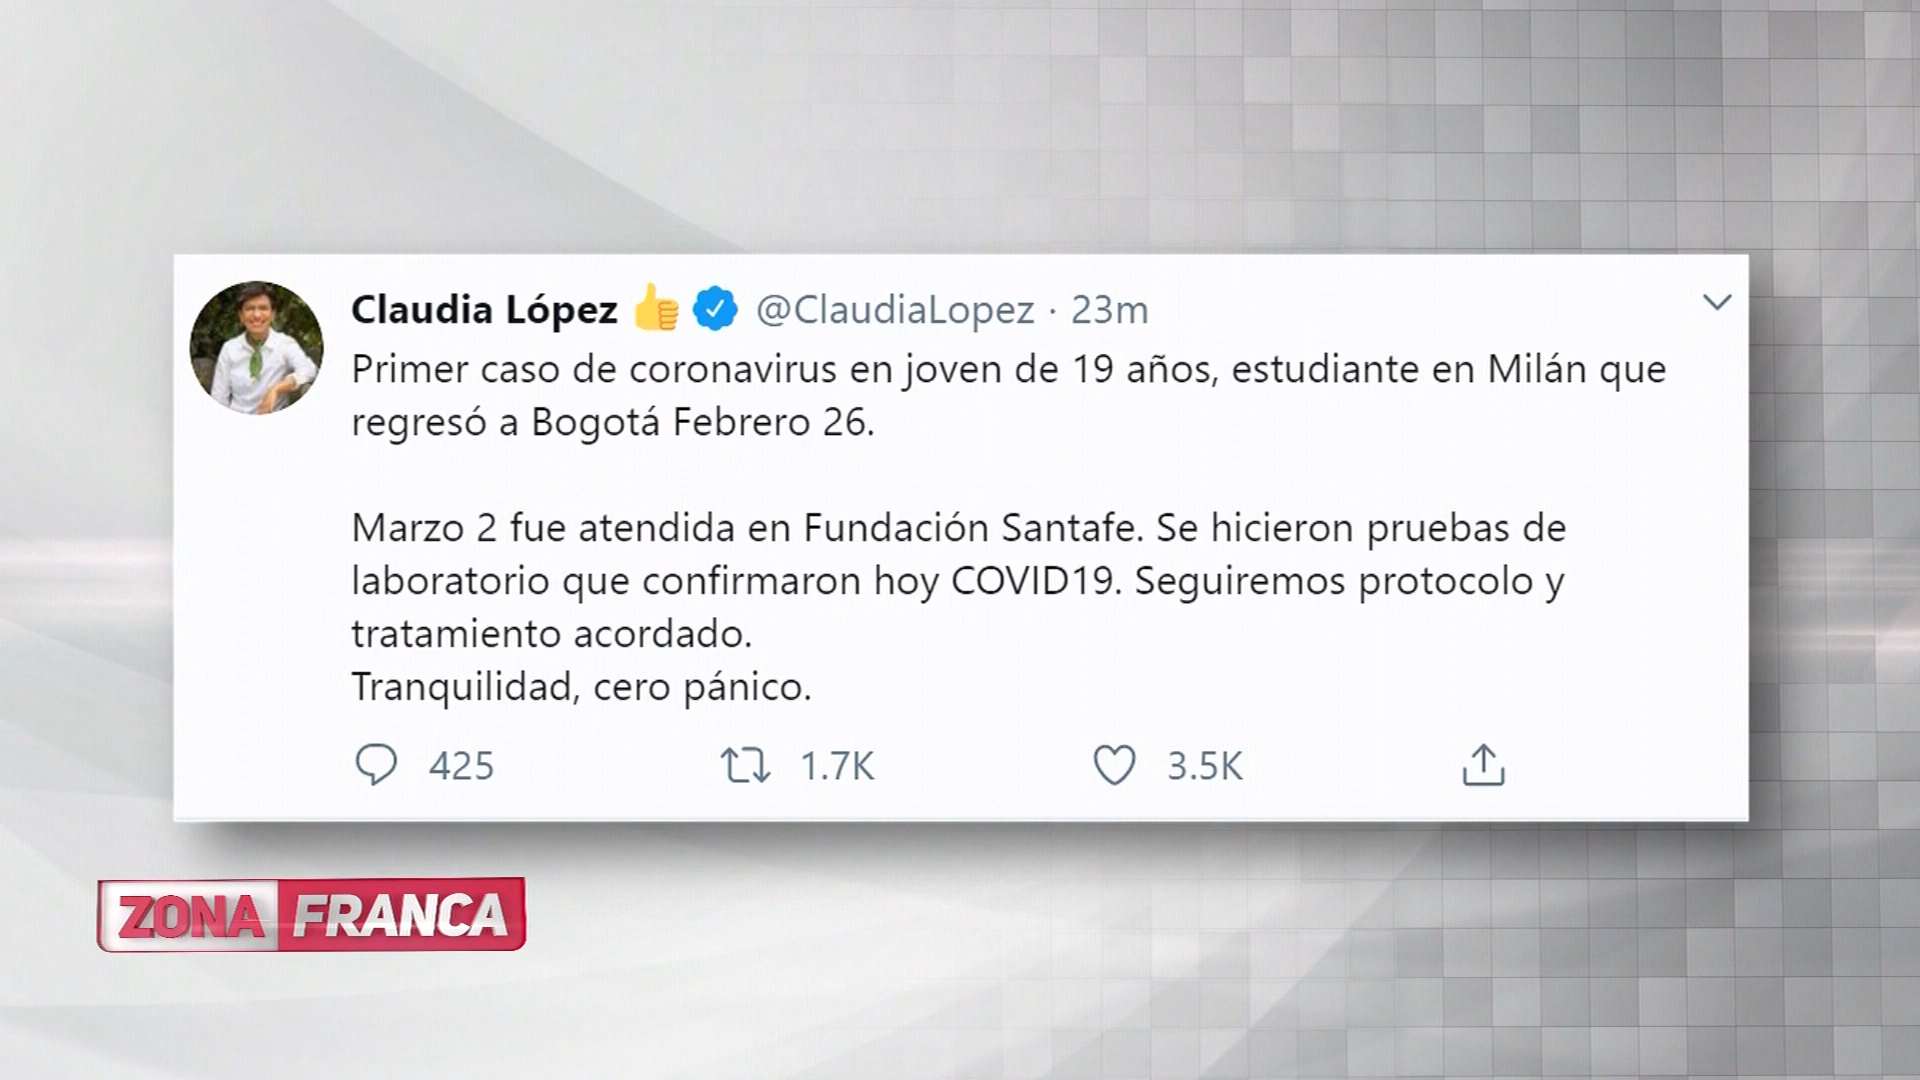 Claudia López 👍 @ClaudiaLopez · 23m
Primer caso de coronavirus en joven de 19 años, estudiante en Milán que
regresó a Bogotá Febrero 26.
Marzo 2 fue atendida en Fundación Santafe. Se hicieron pruebas de
laboratorio que confirmaron hoy COVID19. Seguiremos protocolo y
tratamiento acordado.
Tranquilidad, cero pánico.
425 1.7K 3.5K
ZONA FRANCA